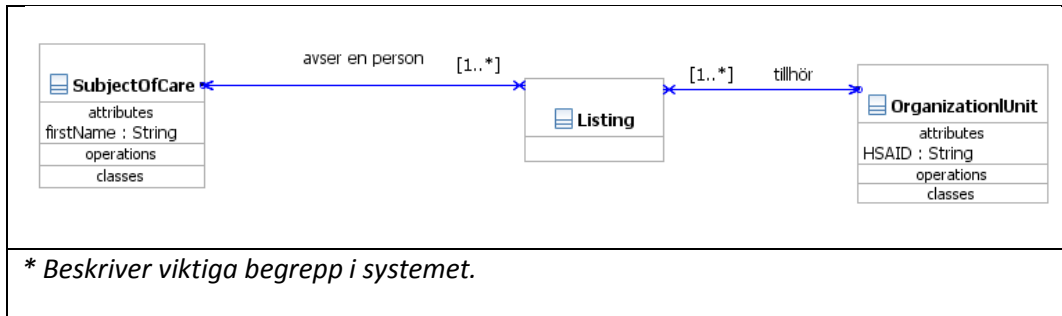 avser en person [1..*]
SubjectOfCare
attributes
firstName : String
operations
classes
Listing
[1..*] tillhör
OrganizationlUnit
attributes
HSAID : String
operations
classes
* Beskriver viktiga begrepp i systemet.